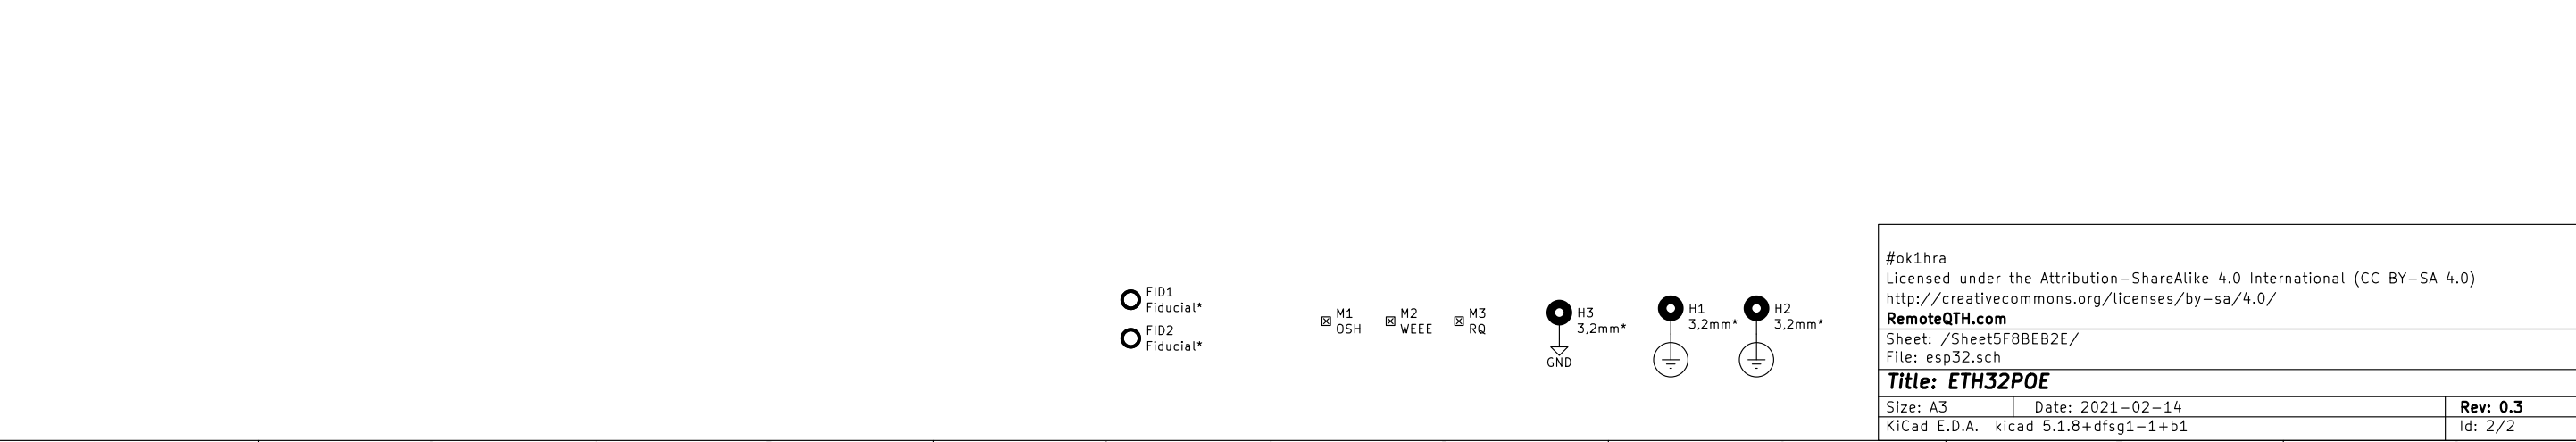 FID1
Fiducial*
FID2
Fiducial*
M1
OSH
M2
WEEE
M3
RQ
H3
3,2mm*
GND
H1
3,2mm*
H2
3,2mm*
#ok1hra
Licensed under the Attribution-ShareAlike 4.0 International (CC BY-SA 4.0)
http://creativecommons.org/licenses/by-sa/4.0/
RemoteQTH.com
Sheet: /Sheet5F8BEB2E/
File: esp32.sch
Title: ETH32POE
Size: A3 Date: 2021-02-14 Rev: 0.3
KiCad E.D.A. kicad 5.1.8+dfsg1-1+b1 Id: 2/2